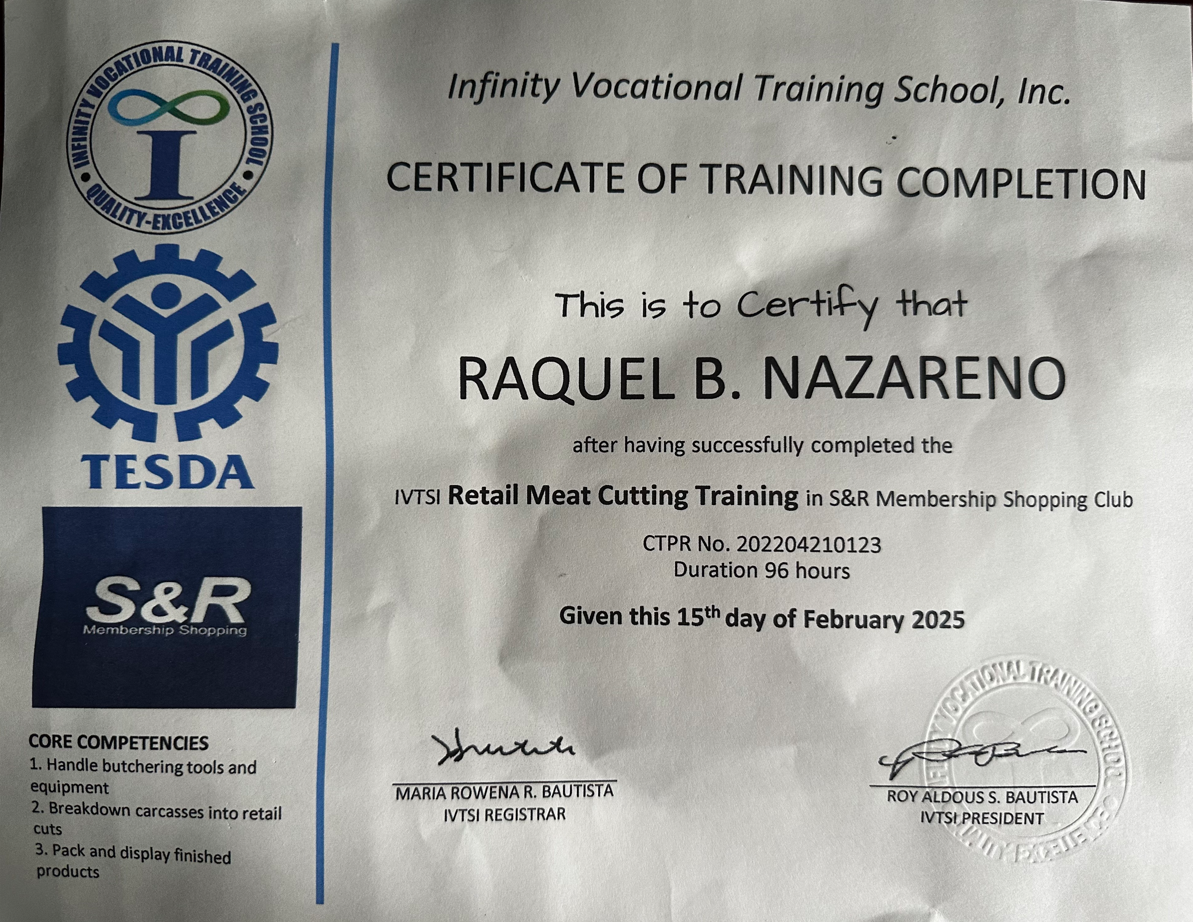 INFINITY VOCATIONAL TRAINING SCHOOL
QUALITY-EXCELLENCE
I
TESDA
S&R
Membership Shopping
CORE COMPETENCIES
1. Handle butchering tools and
equipment
2. Breakdown carcasses into retail
cuts
3. Pack and display finished
products
Infinity Vocational Training School, Inc.
CERTIFICATE OF TRAINING COMPLETION
This is to Certify that
RAQUEL B. NAZARENO
after having successfully completed the
IVTSI Retail Meat Cutting Training in S&R Membership Shopping Club
CTPR No. 202204210123
Duration 96 hours
Given this 15th day of February 2025
MARIA ROWENA R. BAUTISTA
IVTSI REGISTRAR
ROY ALDOUS S. BAUTISTA
IVTSI PRESIDENT
VOCATIONAL TRAINING SCHOOL